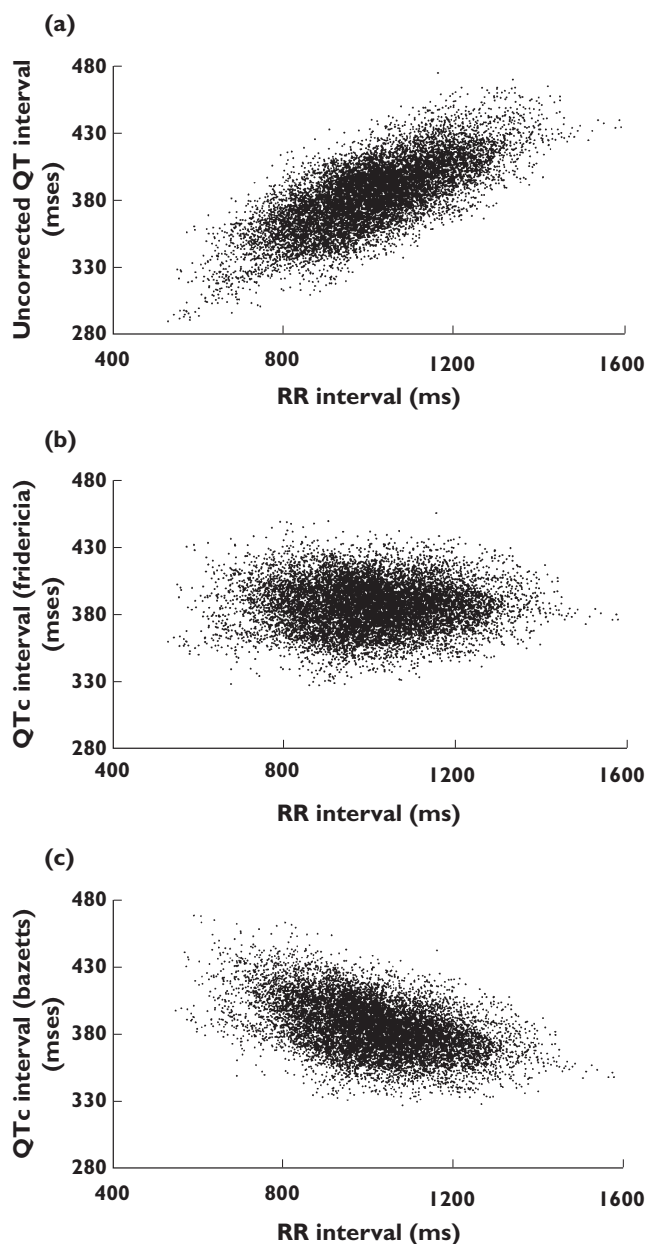 (a)
Uncorrected QT interval
(mses)
480
430
380
330
280
400
800
1200
1600
RR interval (ms)
(b)
QTc interval (fridericia)
(mses)
480
430
380
330
280
400
800
1200
1600
RR interval (ms)
(c)
QTc interval (bazetts)
(mses)
480
430
380
330
280
400
800
1200
1600
RR interval (ms)